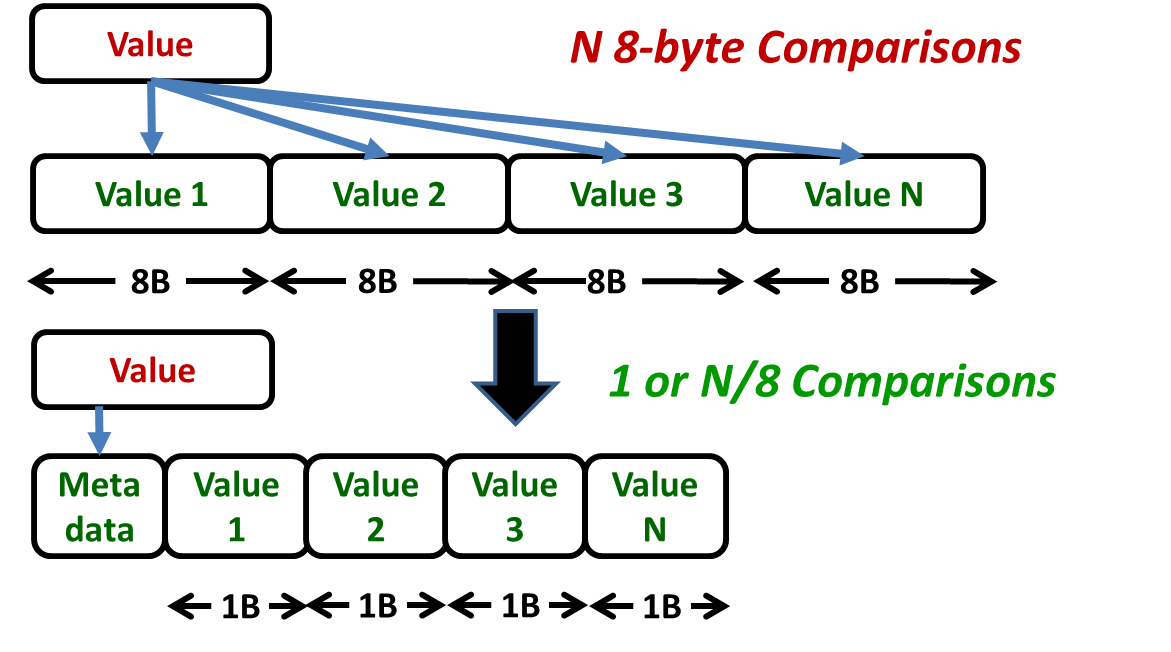 Value
N 8-byte Comparisons
Value 1
Value 2
Value 3
Value N
8B
8B
8B
8B
Value
1 or N/8 Comparisons
Meta
data
Value
1
Value
2
Value
3
Value
N
1B
1B
1B
1B